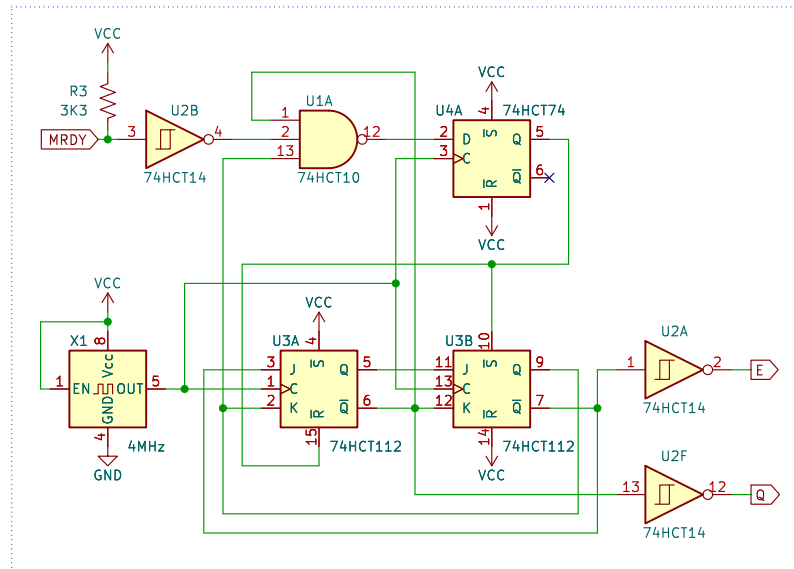 VCC
R3
3K3
MRDY
3
U2B
4
74HCT14
U1A
1
2
13
12
74HCT10
VCC
U4A
74HCT74
4
2
D
S
Q
5
3
C
R
Q
6
1
VCC
VCC
X1
8
Vcc
1
EN
OUT
5
GND
4
4MHz
GND
VCC
U3A
4
3
J
S
Q
5
1
C
2
K
R
Q
6
15
74HCT112
U3B
10
11
J
S
Q
9
13
C
12
K
R
Q
7
14
74HCT112
VCC
U2A
1
2
E
74HCT14
U2F
13
12
Q
74HCT14